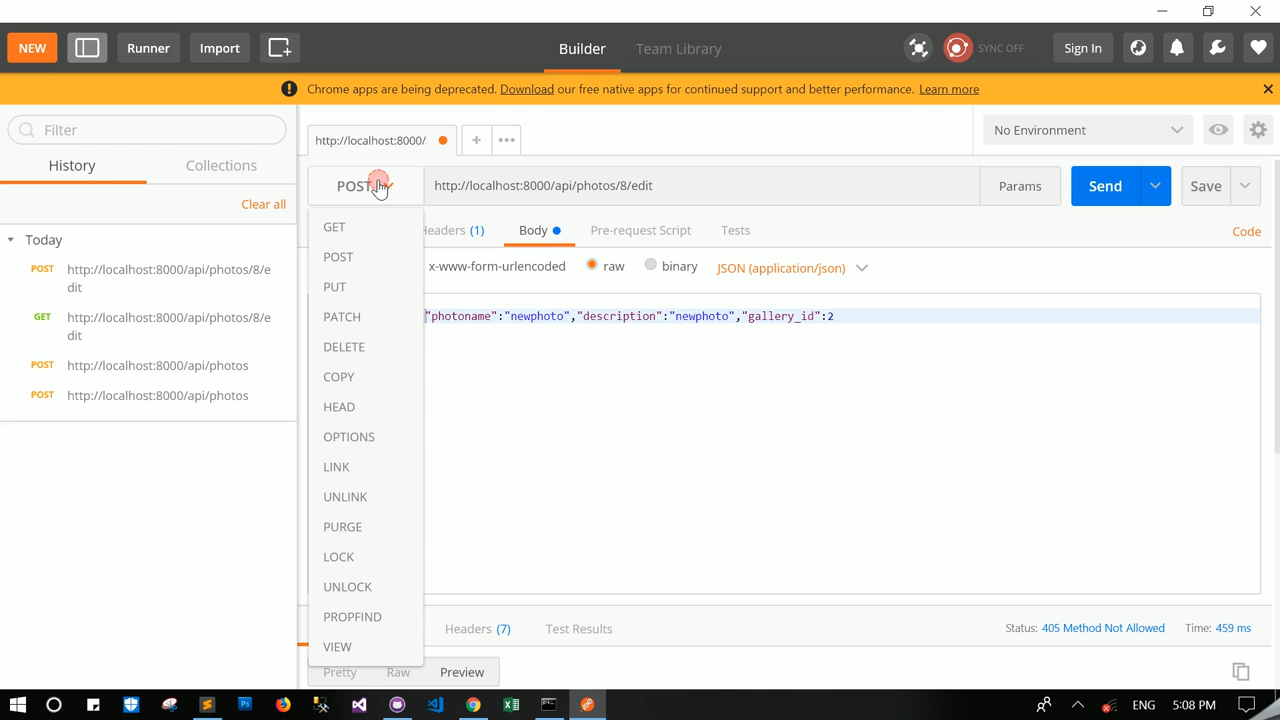 NEW
Runner
Import
Builder
Team Library
SYNC OFF
Sign In
Chrome apps are being deprecated. Download our free native apps for continued support and better performance. Learn more
Filter
History
Collections
Clear all
Today
POST http://localhost:8000/api/photos/8/e
dit
GET http://localhost:8000/api/photos/8/e
dit
POST http://localhost:8000/api/photos
POST http://localhost:8000/api/photos
http://localhost:8000/
No Environment
POST
http://localhost:8000/api/photos/8/edit
Params
Send
Save
Headers (1)
Body
Pre-request Script
Tests
Code
x-www-form-urlencoded
raw
binary
JSON (application/json)
"photoname":"newphoto","description":"newphoto","gallery_id":2
GET
POST
PUT
PATCH
DELETE
COPY
HEAD
OPTIONS
LINK
UNLINK
PURGE
LOCK
UNLOCK
PROPFIND
VIEW
Headers (7)
Test Results
Status: 405 Method Not Allowed
Time: 459 ms
Pretty
Raw
Preview
ENG
5:08 PM